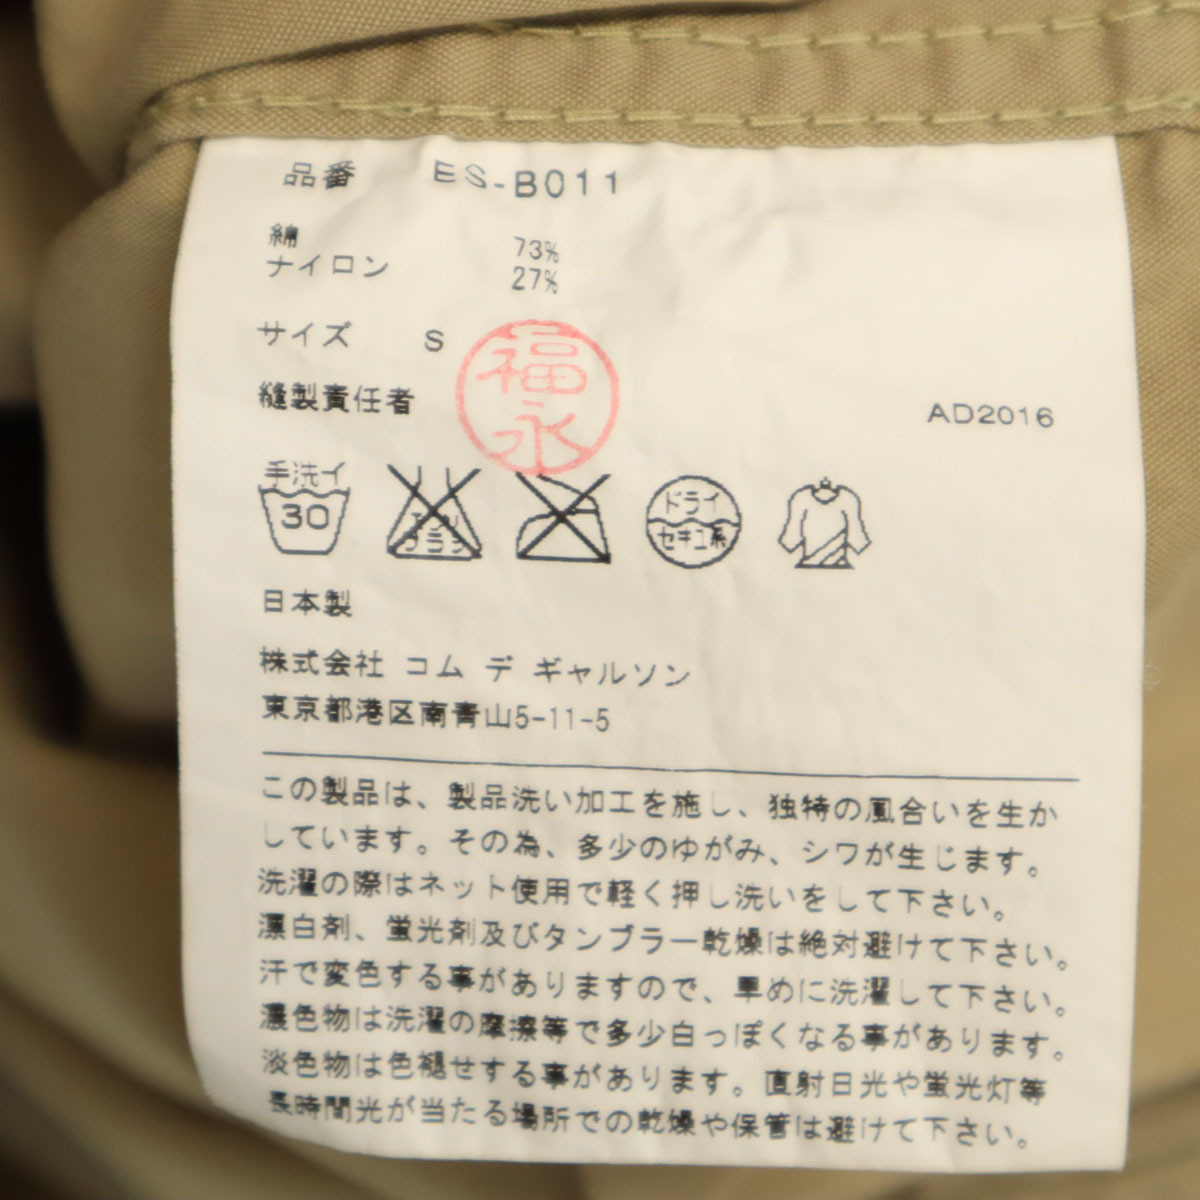 品番 ES-B011
綿 73%
ナイロン 27%
サイズ S
福永
縫製責任者
AD2016
手洗イ
30
エンソ
サラシ
ドライ
セキユ系
日本製
株式会社 コム デ ギャルソン
東京都港区南青山5-11-5
この製品は、製品洗い加工を施し、独特の風合いを生か
しています。その為、多少のゆがみ、シワが生じます。
洗濯の際はネット使用で軽く押し洗いをして下さい。
漂白剤、蛍光剤及びタンブラー乾燥は絶対避けて下さい。
汗で変色する事がありますので、早めに洗濯して下さい。
濃色物は洗濯の摩擦等で多少白っぽくなる事があります。
淡色物は色褪せする事があります。直射日光や蛍光灯等
長時間光が当たる場所での乾燥や保管は避けて下さい。